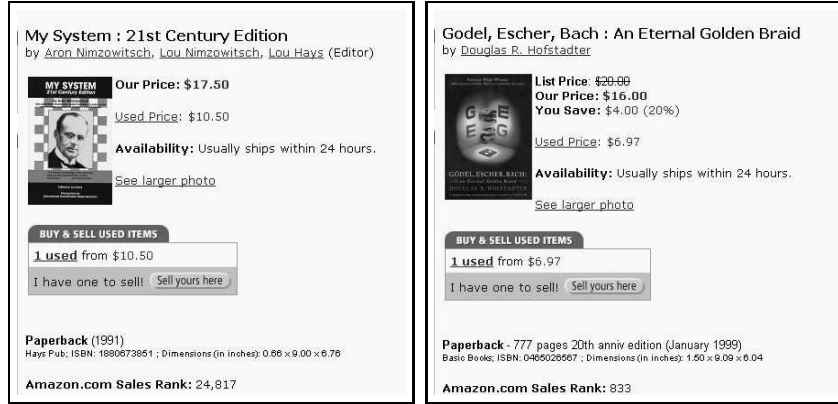 My System : 21st Century Edition
by Aron Nimzowitsch, Lou Nimzowitsch, Lou Hays (Editor)
MY SYSTEM
21st Century Edition
Our Price: $17.50
Used Price: $10.50
Availability: Usually ships within 24 hours.
See larger photo
BUY & SELL USED ITEMS
1 used from $10.50
I have one to sell! Sell yours here
Paperback (1991)
Hays Pub; ISBN: 1880673851 ; Dimensions (in inches): 0.66 x 9.00 x 6.76
Amazon.com Sales Rank: 24,817
Godel, Escher, Bach : An Eternal Golden Braid
by Douglas R. Hofstadter
GÖDEL, ESCHER, BACH:
DOUGLAS R. HOFSTADTER
List Price: $20.00
Our Price: $16.00
You Save: $4.00 (20%)
Used Price: $6.97
Availability: Usually ships within 24 hours.
See larger photo
BUY & SELL USED ITEMS
1 used from $6.97
I have one to sell! Sell yours here
Paperback - 777 pages 20th anniv edition (January 1999)
Basic Books; ISBN: 0465026567 ; Dimensions (in inches): 1.50 x 9.09 x 6.04
Amazon.com Sales Rank: 833